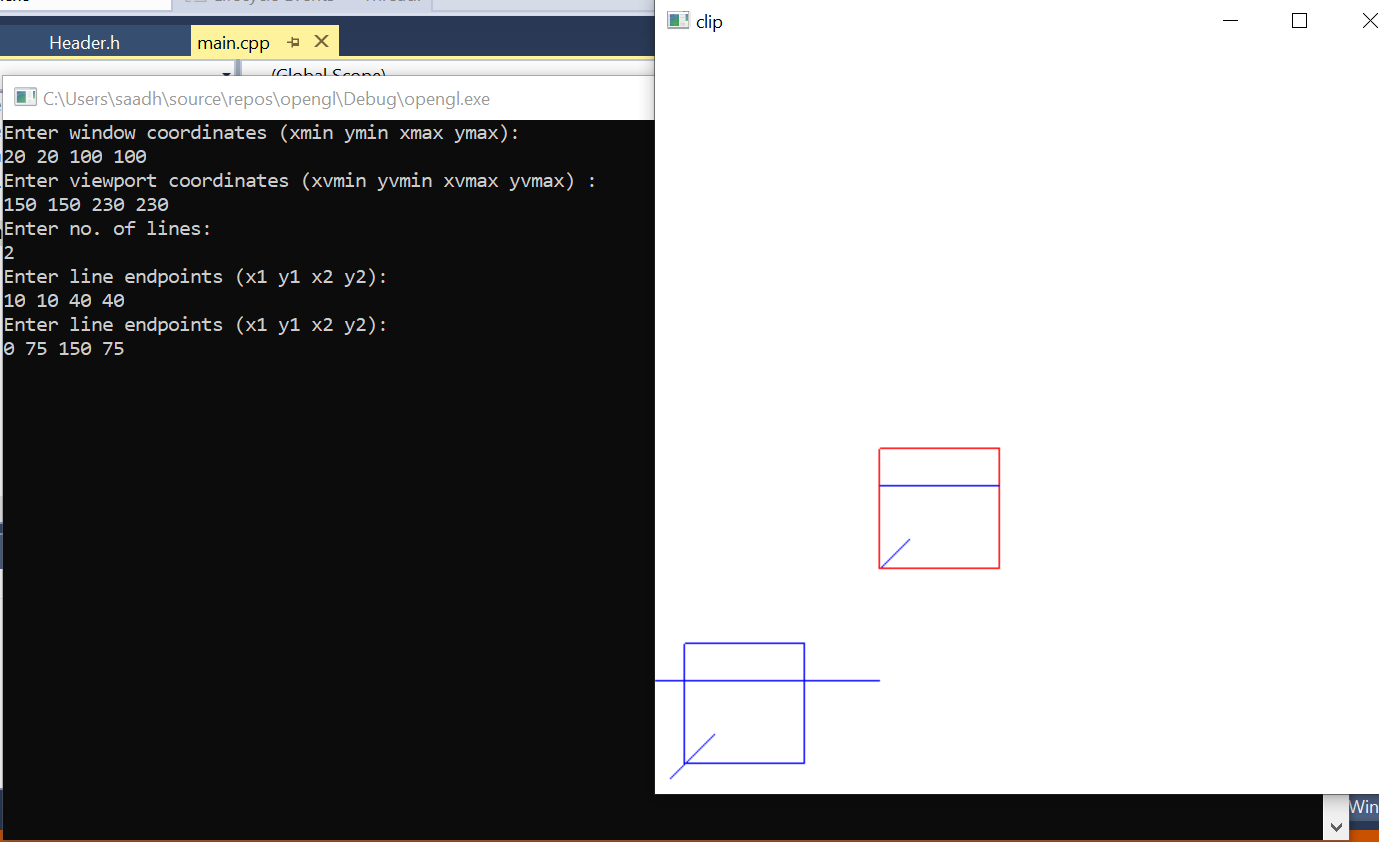 Header.h
main.cpp
(Global Scope)
clip
C:\Users\saadh\source\repos\opengl\Debug\opengl.exe
Enter window coordinates (xmin ymin xmax ymax):
20 20 100 100
Enter viewport coordinates (xvmin yvmin xvmax yvmax) :
150 150 230 230
Enter no. of lines:
2
Enter line endpoints (x1 y1 x2 y2):
10 10 40 40
Enter line endpoints (x1 y1 x2 y2):
0 75 150 75
Win